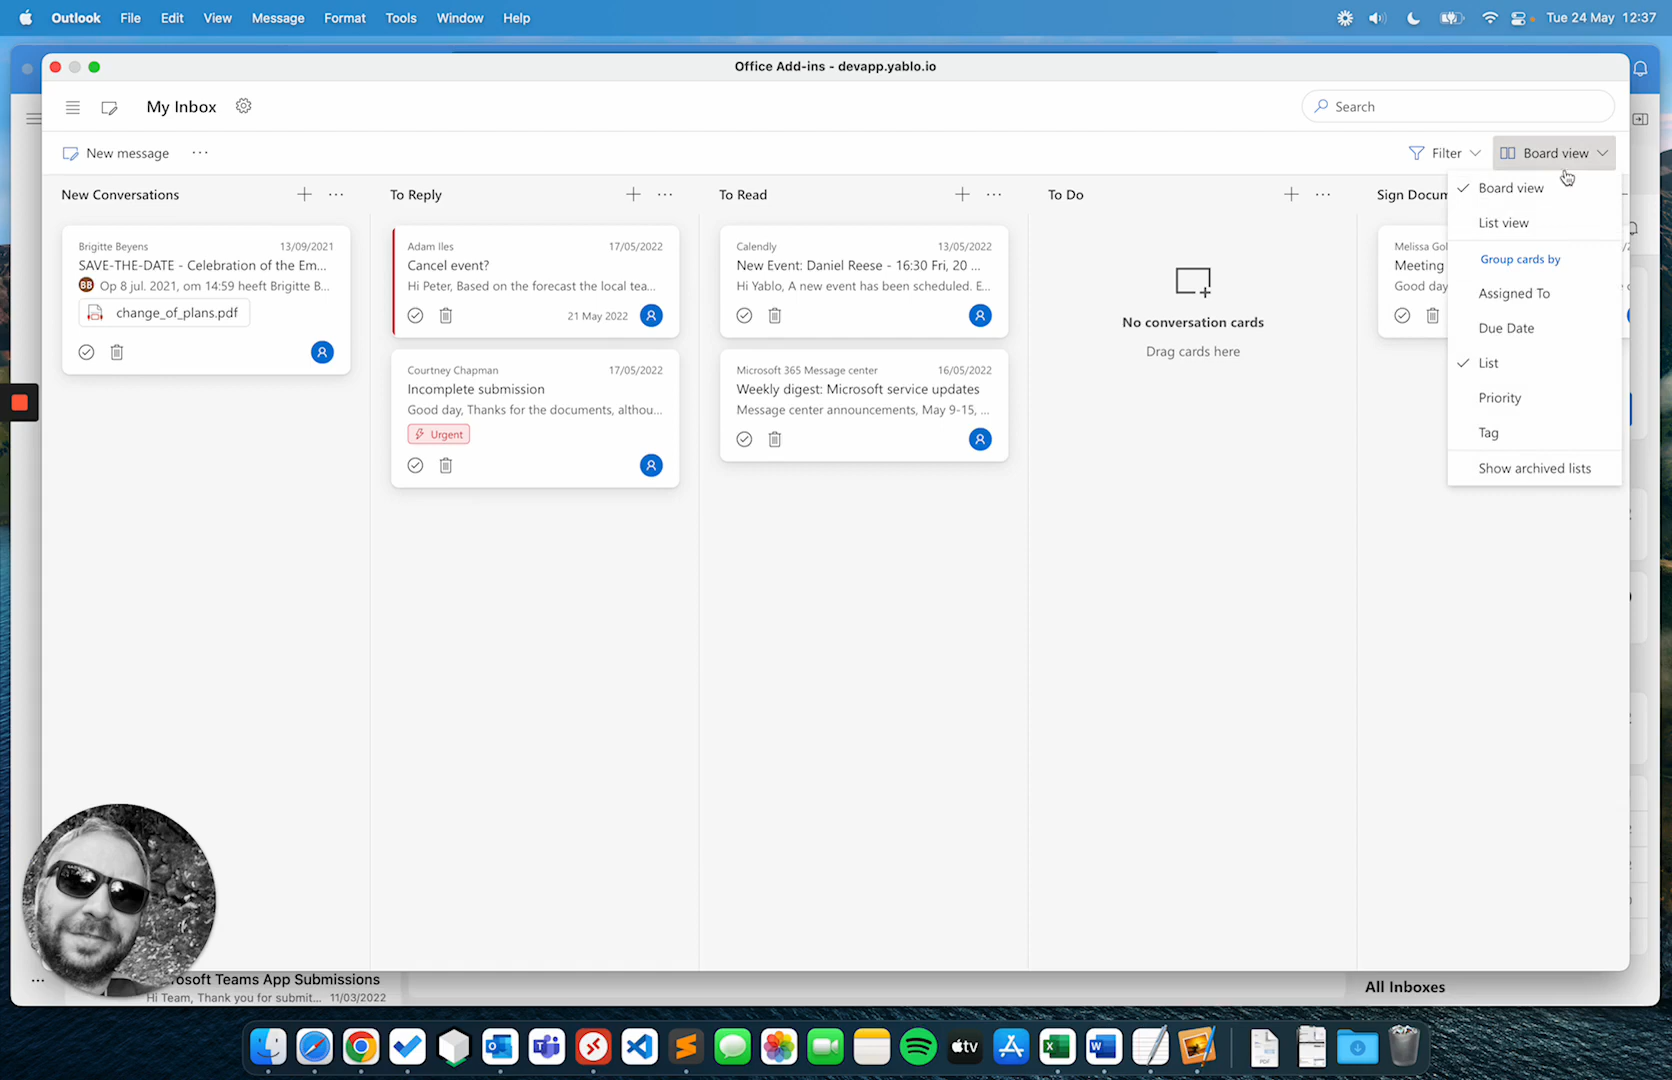 Outlook File Edit View Message Format Tools Window Help Tue 24 May 12:37
Office Add-ins - devapp.yablo.io
My Inbox Search
New message Filter Board view
New Conversations
Brigitte Beyens 13/09/2021
SAVE-THE-DATE - Celebration of the Em...
BB Op 8 jul. 2021, om 14:59 heeft Brigitte B...
change_of_plans.pdf
To Reply
Adam Iles 17/05/2022
Cancel event?
Hi Peter, Based on the forecast the local tea...
21 May 2022
Courtney Chapman 17/05/2022
Incomplete submission
Good day, Thanks for the documents, althou...
Urgent
To Read
Calendly 13/05/2022
New Event: Daniel Reese - 16:30 Fri, 20 ...
Hi Yablo, A new event has been scheduled. E...
Microsoft 365 Message center 16/05/2022
Weekly digest: Microsoft service updates
Message center announcements, May 9-15, ...
To Do
No conversation cards
Drag cards here
Sign Docum
Melissa Gol
Meeting
Good day
Board view
List view
Group cards by
Assigned To
Due Date
List
Priority
Tag
Show archived lists
osoft Teams App Submissions
Hi Team, Thank you for submit... 11/03/2022
All Inboxes
tv
PDF